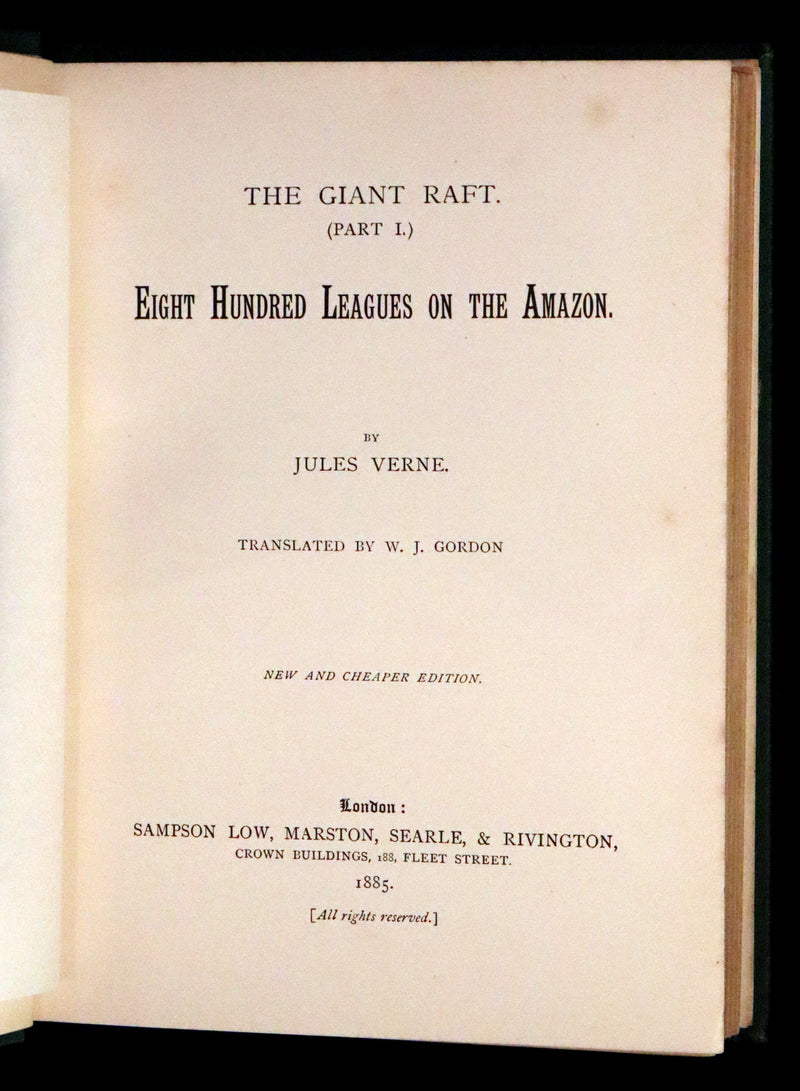 THE GIANT RAFT.
(PART I.)
EIGHT HUNDRED LEAGUES ON THE AMAZON.
BY
JULES VERNE.
TRANSLATED BY W. J. GORDON
NEW AND CHEAPER EDITION.
London:
SAMPSON LOW, MARSTON, SEARLE, & RIVINGTON,
CROWN BUILDINGS, 188, FLEET STREET.
1885.
[All rights reserved.]